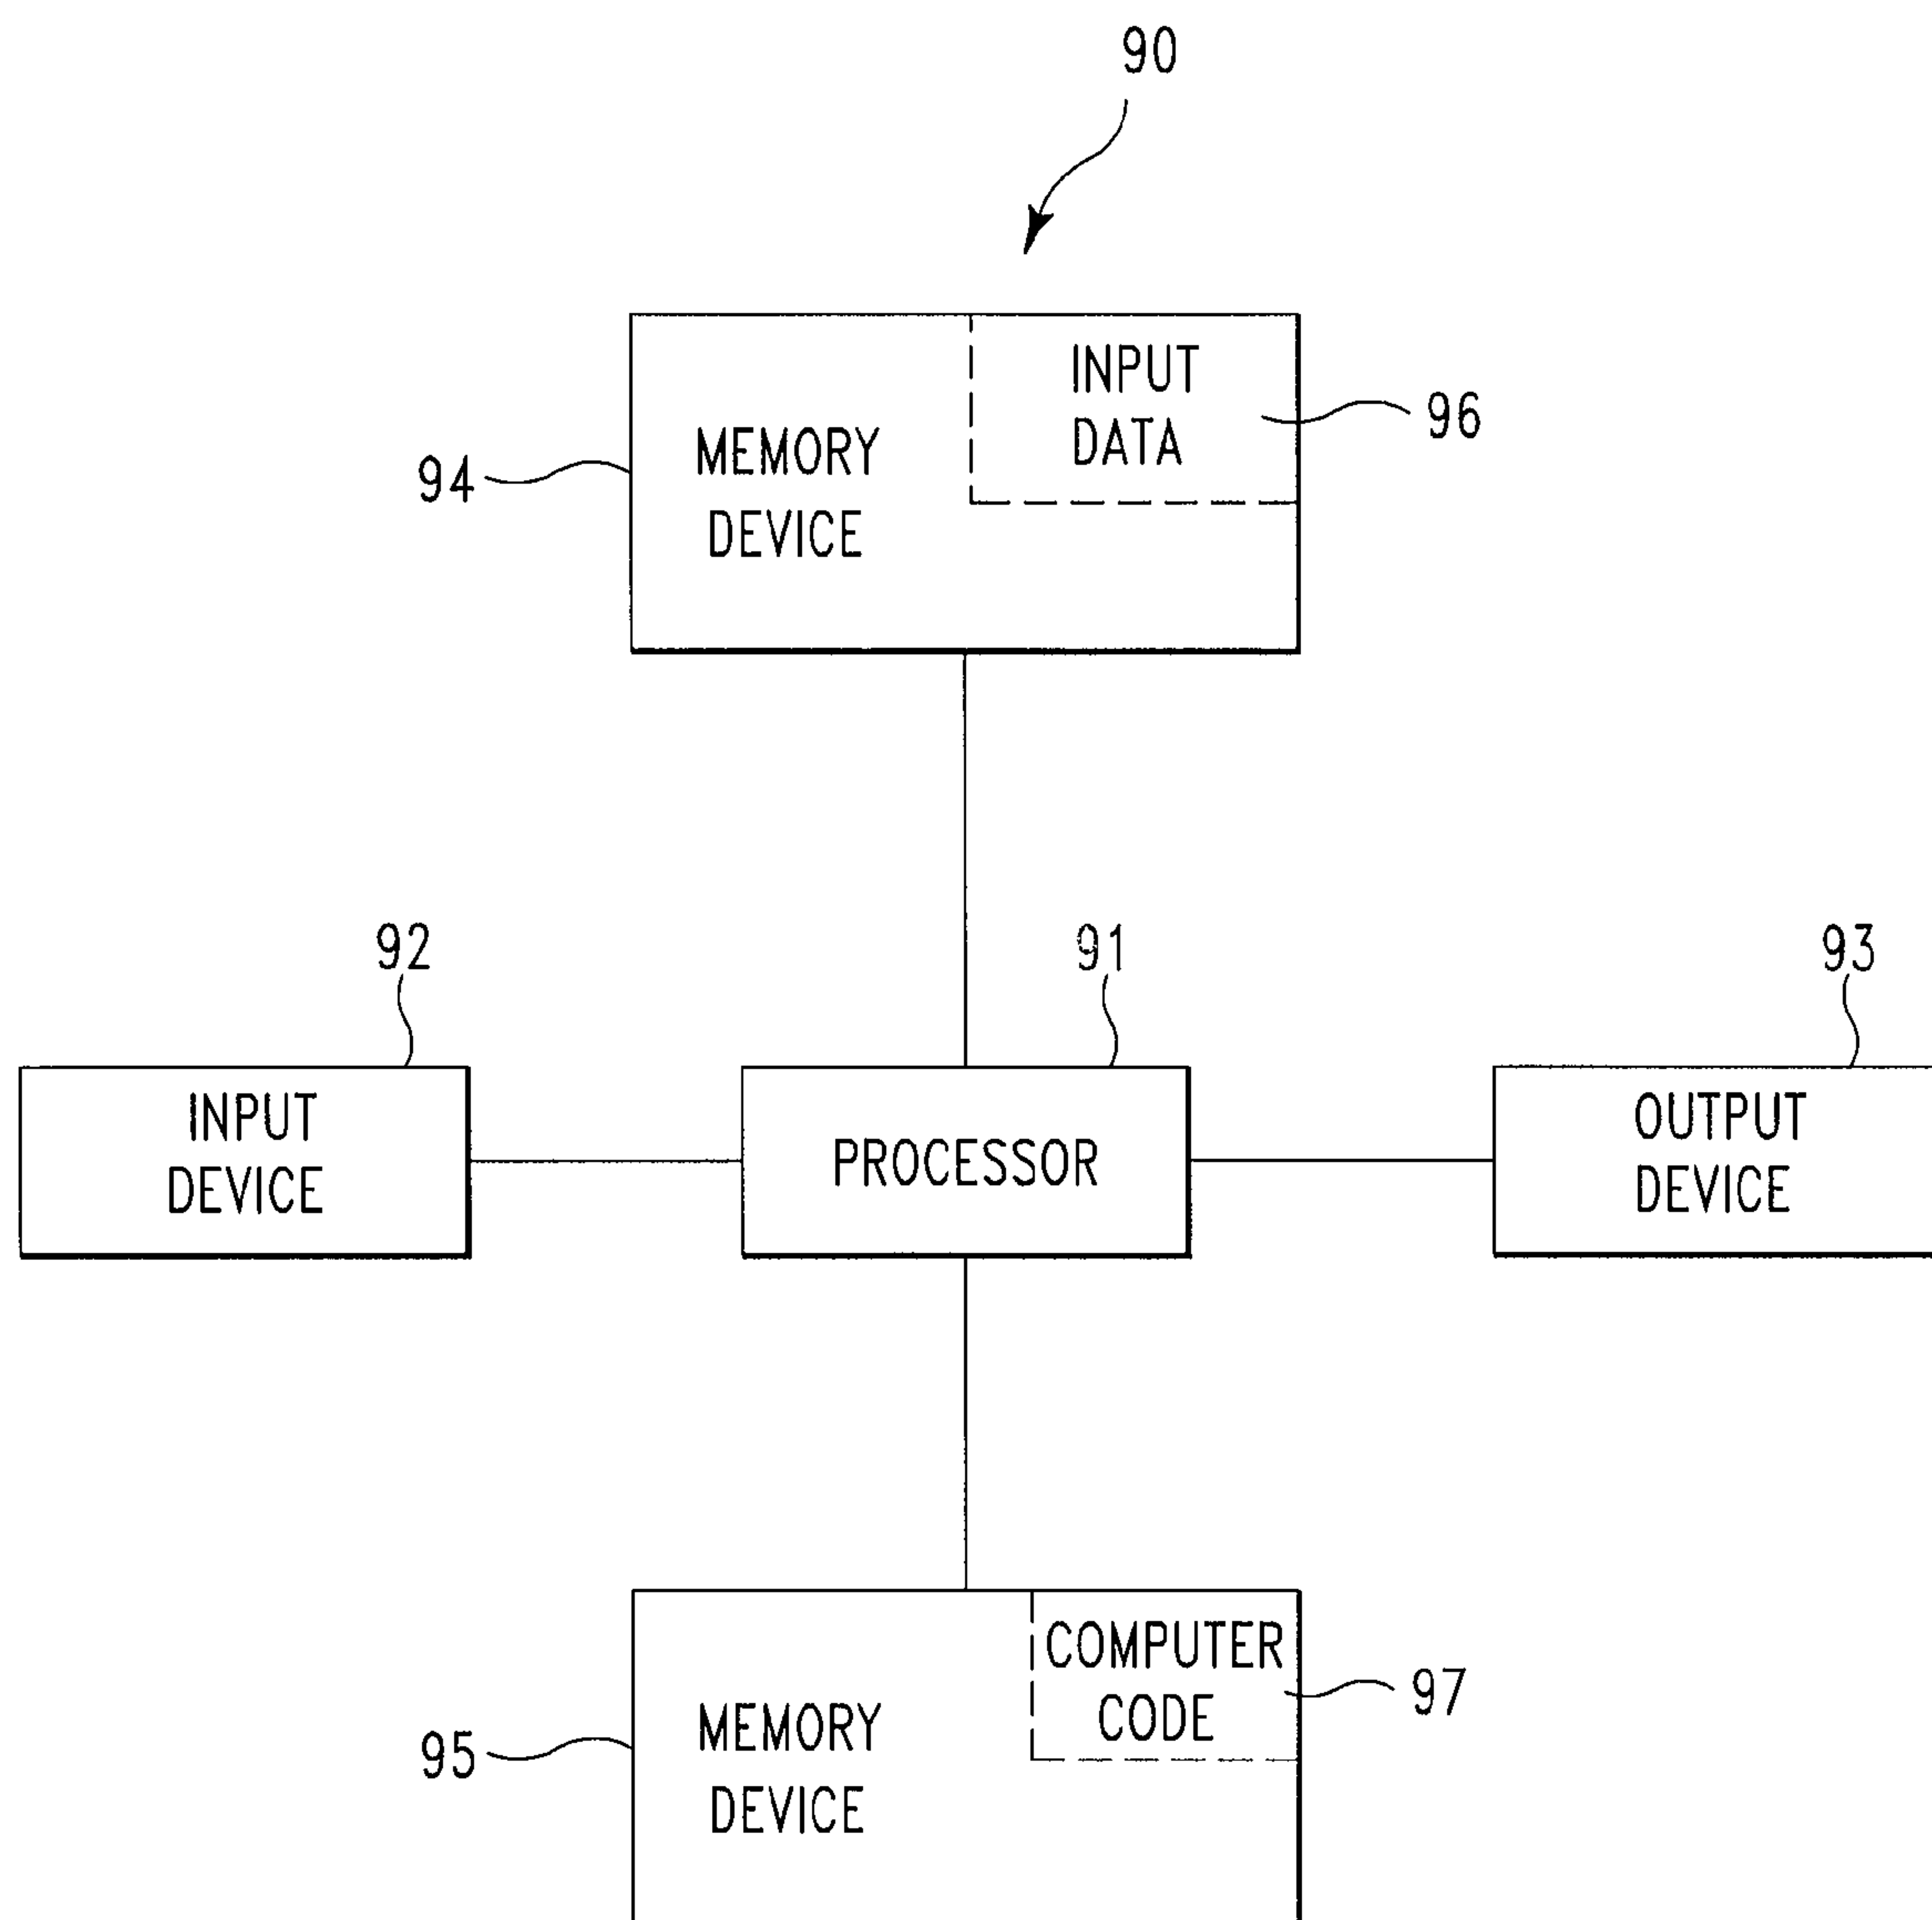 90
INPUT
DATA
96
MEMORY
DEVICE
94
92
91
93
INPUT
DEVICE
PROCESSOR
OUTPUT
DEVICE
COMPUTER
CODE
97
MEMORY
DEVICE
95